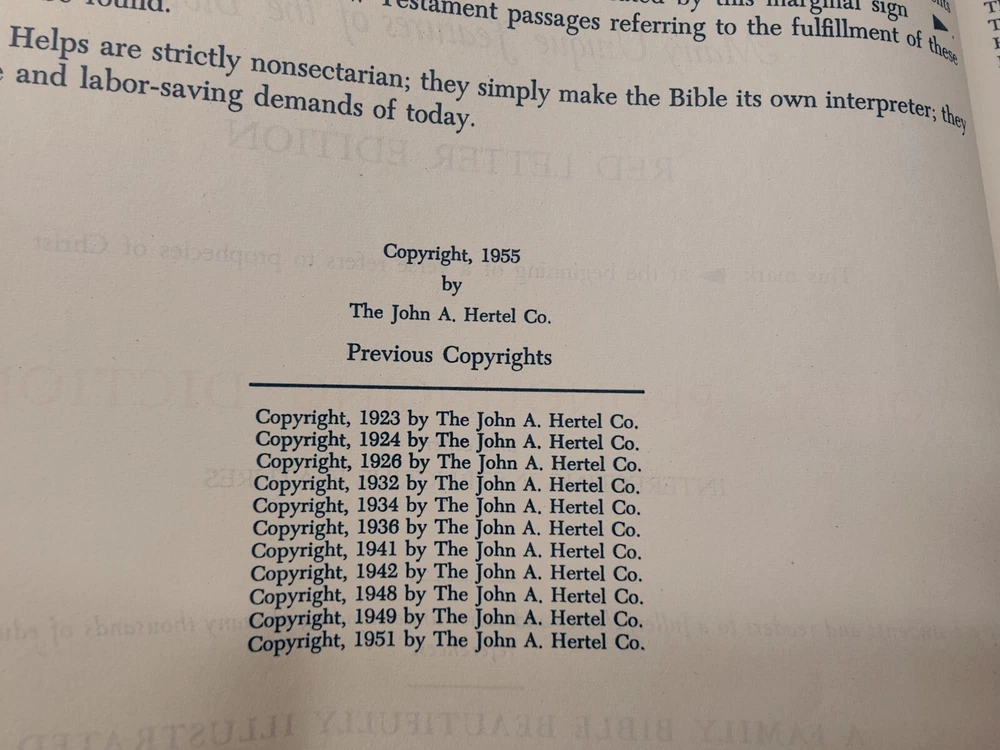 found.
Testament passages referring to the fulfillment of these
by this marginal sign
Helps are strictly nonsectarian; they simply make the Bible its own interpreter; they
and labor-saving demands of today.
Copyright, 1955
by
The John A. Hertel Co.
Previous Copyrights
Copyright, 1923 by The John A. Hertel Co.
Copyright, 1924 by The John A. Hertel Co.
Copyright, 1926 by The John A. Hertel Co.
Copyright, 1932 by The John A. Hertel Co.
Copyright, 1934 by The John A. Hertel Co.
Copyright, 1936 by The John A. Hertel Co.
Copyright, 1941 by The John A. Hertel Co.
Copyright, 1942 by The John A. Hertel Co.
Copyright, 1948 by The John A. Hertel Co.
Copyright, 1949 by The John A. Hertel Co.
Copyright, 1951 by The John A. Hertel Co.